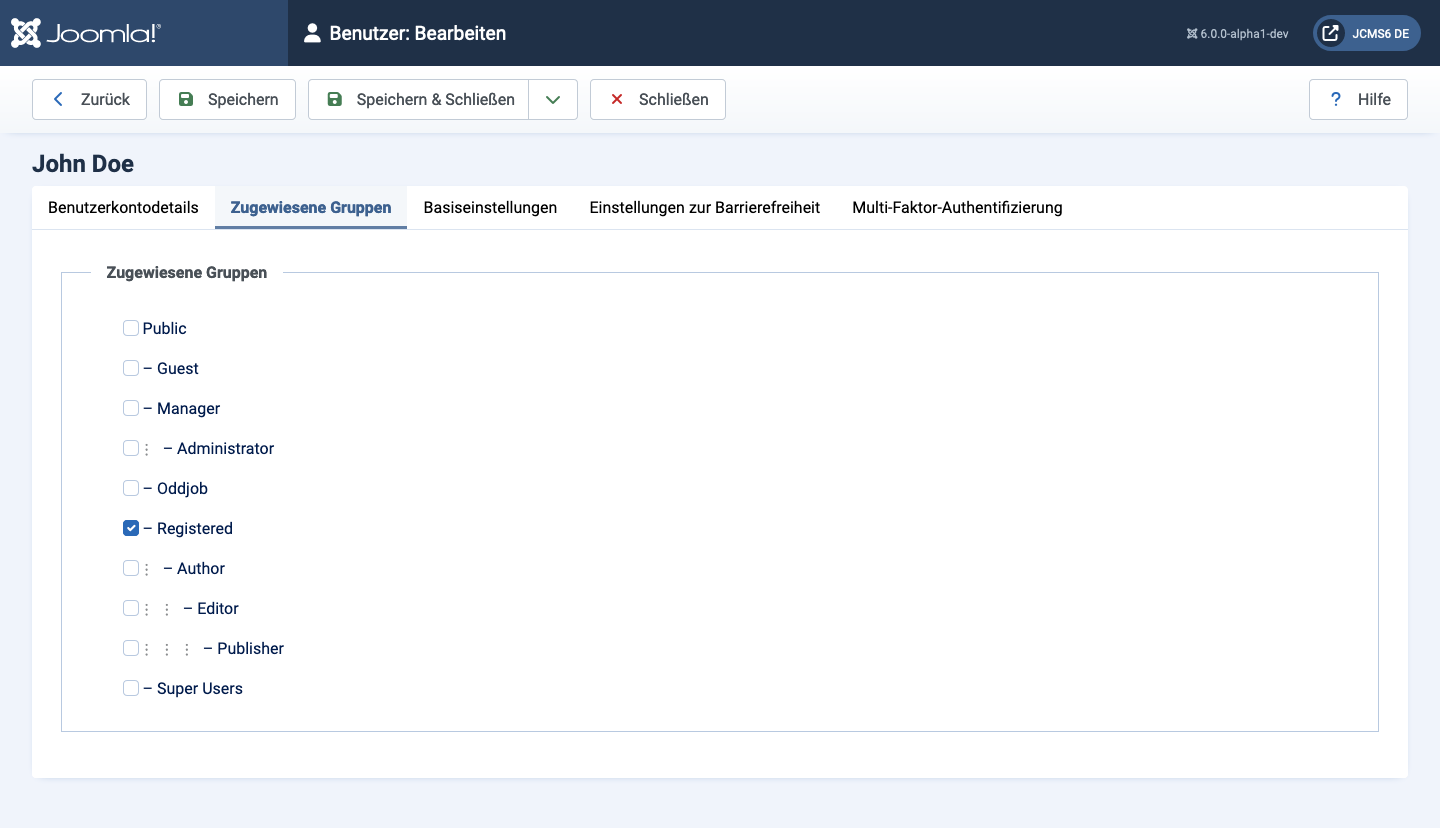 Joomla!®
Benutzer: Bearbeiten
6.0.0-alpha1-dev
JCMS6 DE
Zurück
Speichern
Speichern & Schließen
Schließen
? Hilfe
John Doe
Benutzerkontodetails
Zugewiesene Gruppen
Basiseinstellungen
Einstellungen zur Barrierefreiheit
Multi-Faktor-Authentifizierung
Zugewiesene Gruppen
Public
– Guest
– Manager
⋮ – Administrator
– Oddjob
– Registered
⋮ – Author
⋮ ⋮ – Editor
⋮ ⋮ ⋮ – Publisher
– Super Users